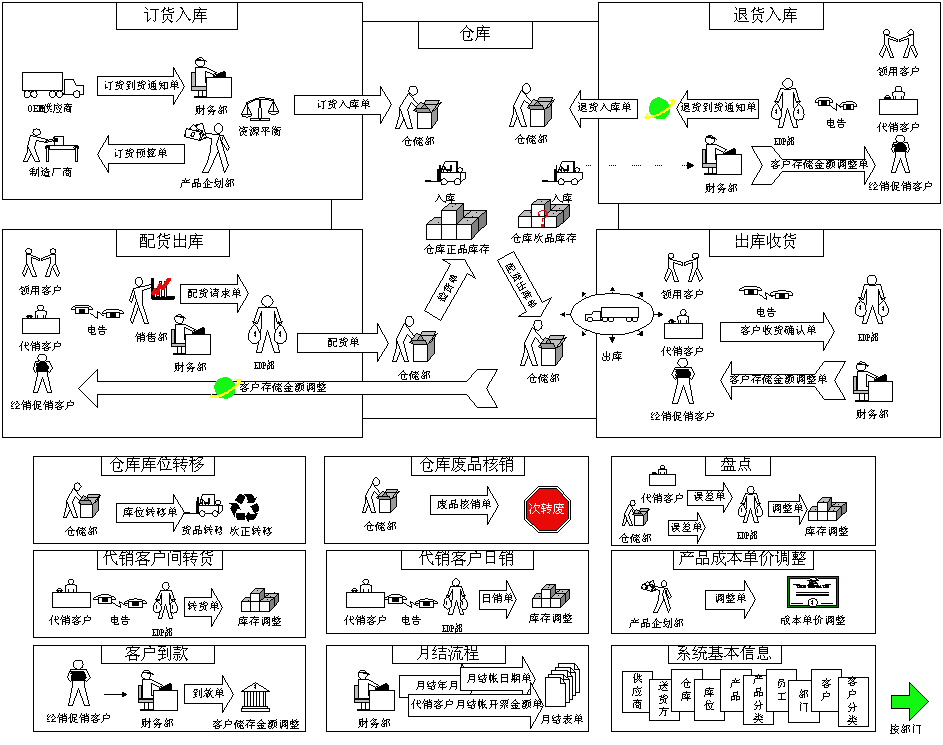 订货入库
OEM供应商
订货到货通知单
财务部
资源平衡
订货入库单
制造厂商
订货预算单
产品企划部
仓库
仓储部
仓储部
入库
入库
仓库正品库存
仓库次品库存
验货单
配货出库单
仓储部
仓储部
出库
退货入库
领用客户
退货入库单
退货到货通知单
EDP部
电告
代销客户
财务部
客户存储金额调整单
经销促销客户
配货出库
领用客户
电告
代销客户
销售部
配货请求单
财务部
EDP部
配货单
客户存储金额调整
经销促销客户
出库收货
领用客户
电告
代销客户
客户收货确认单
EDP部
客户存储金额调整单
经销促销客户
财务部
仓库库位转移
仓储部
库位转移单
货品转移
次正转移
仓库废品核销
仓储部
废品核销单
次转废
盘点
代销客户
误差单
仓储部
误差单
EDP部
调整单
库存调整
代销客户间转货
代销客户
电告
EDP部
转货单
库存调整
代销客户日销
代销客户
电告
EDP部
日销单
库存调整
产品成本单价调整
产品企划部
调整单
成本单价调整
客户到款
经销促销客户
财务部
到款单
客户储存金额调整
月结流程
财务部
月结年月
月结帐日期单
代销客户月结帐开票金额单
月结表单
系统基本信息
供应商
送货方
仓库
库位
产品
产品分类
员工
部门
客户
客户分类
按部门